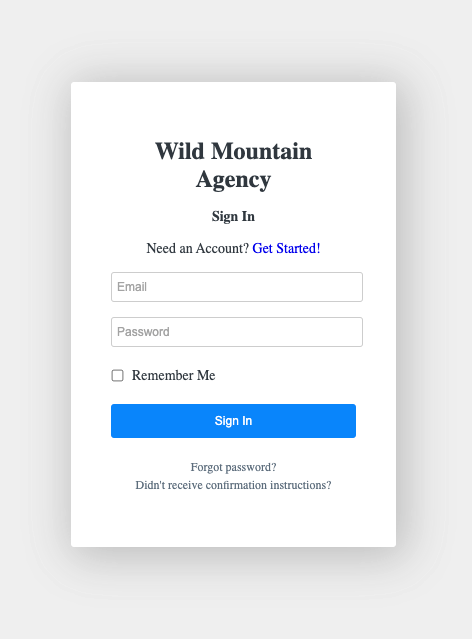 Wild Mountain
Agency
Sign In
Need an Account? Get Started!
Email
Password
Remember Me
Sign In
Forgot password?
Didn't receive confirmation instructions?